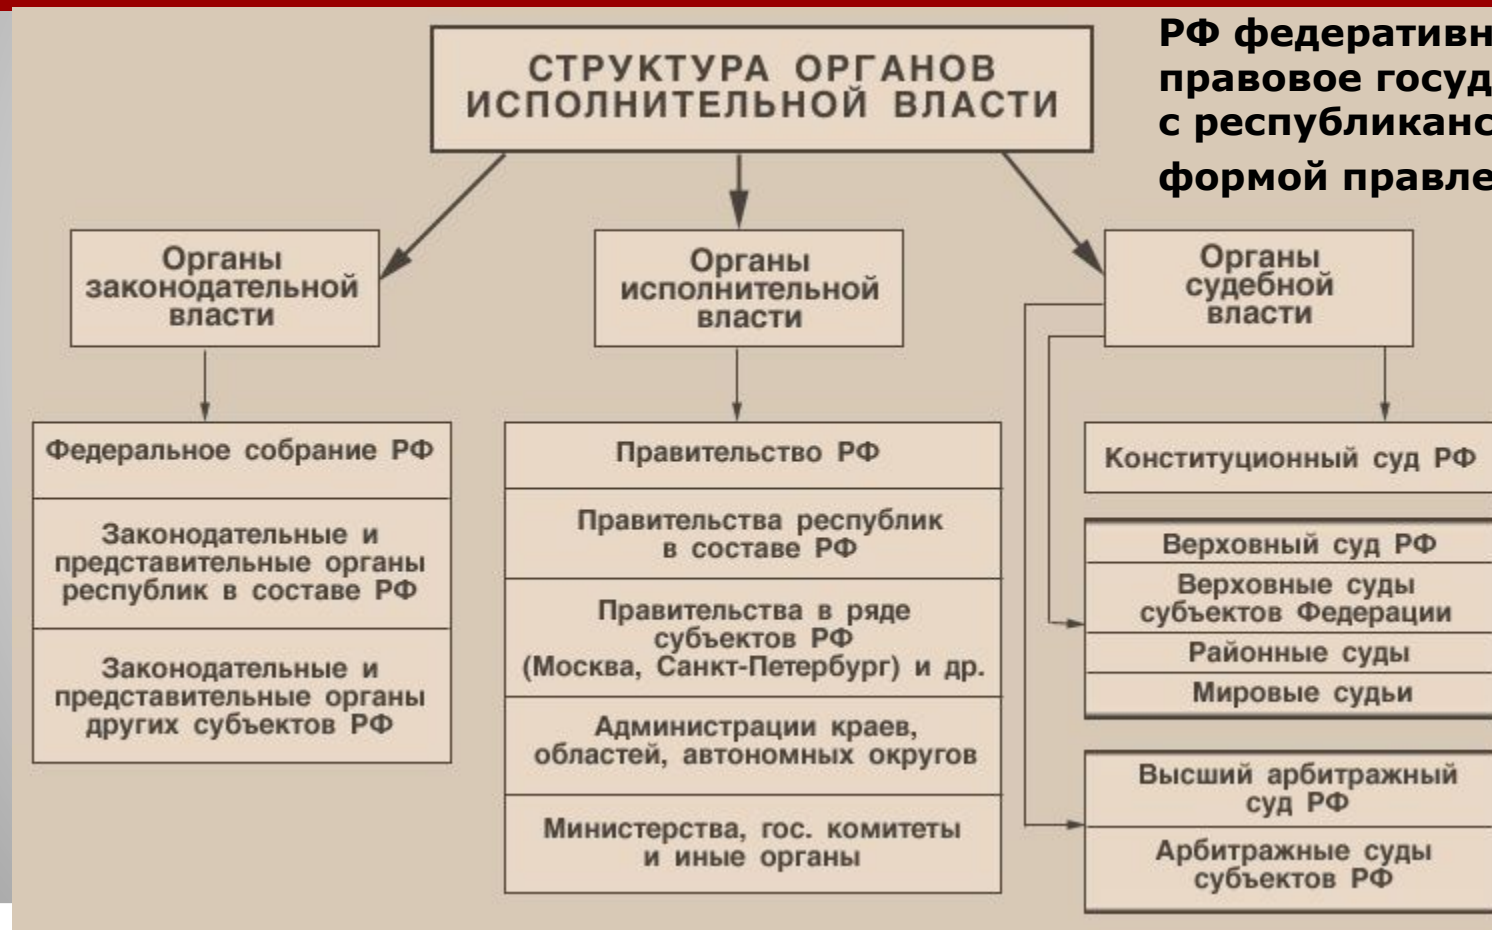 СТРУКТУРА ОРГАНОВ
ИСПОЛНИТЕЛЬНОЙ ВЛАСТИ
РФ федеративн
правовое госуд
с республиканс
формой правле
Органы
законодательной
власти
Федеральное собрание РФ
Законодательные и
представительные органы
республик в составе РФ
Законодательные и
представительные органы
других субъектов РФ
Органы
исполнительной
власти
Правительство РФ
Правительства республик
в составе РФ
Правительства в ряде
субъектов РФ
(Москва, Санкт-Петербург) и др.
Администрации краев,
областей, автономных округов
Министерства, гос. комитеты
и иные органы
Органы
судебной
власти
Конституционный суд РФ
Верховный суд РФ
Верховные суды
субъектов Федерации
Районные суды
Мировые судьи
Высший арбитражный
суд РФ
Арбитражные суды
субъектов РФ